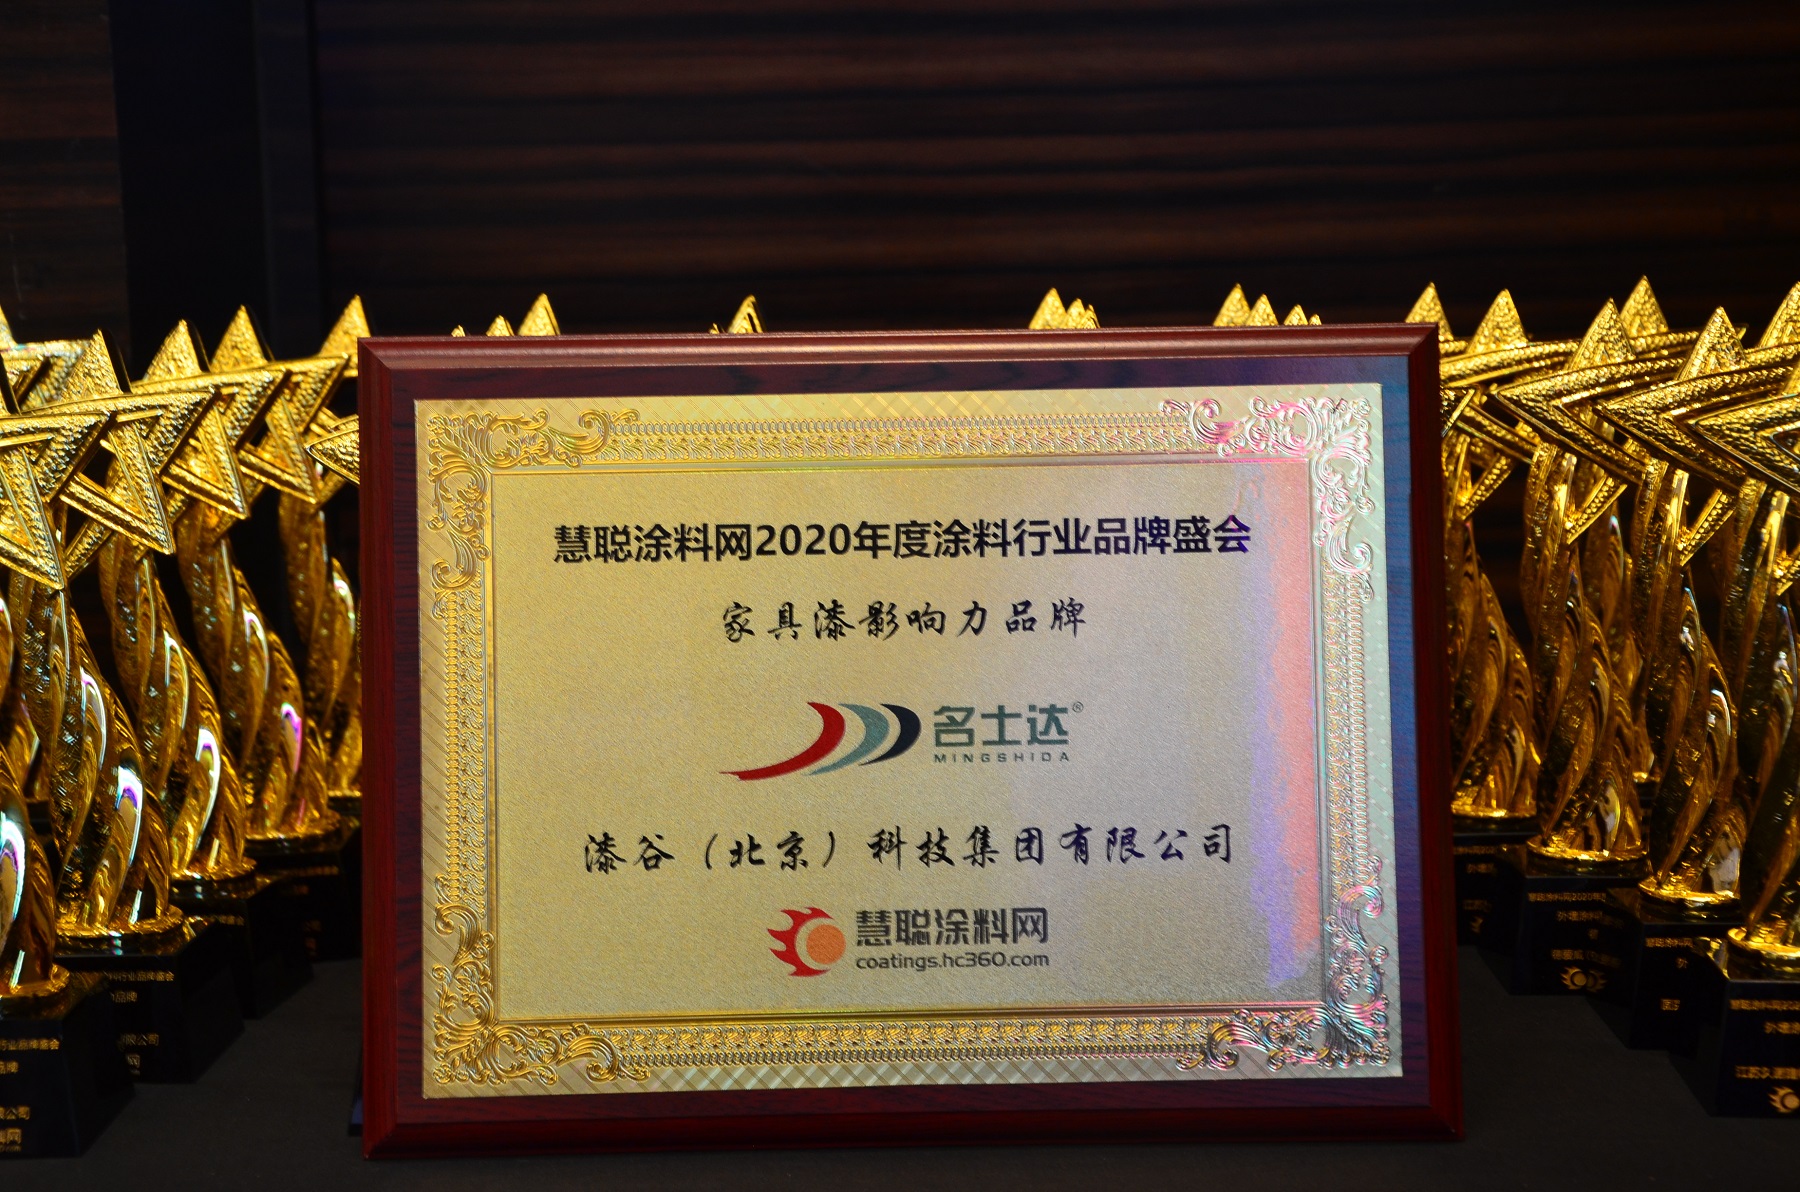 慧聪涂料网2020年度涂料行业品牌盛会
家具漆影响力品牌
名士达®
MINGSHIDA
漆谷（北京）科技集团有限公司
慧聪涂料网
coatings.hc360.com